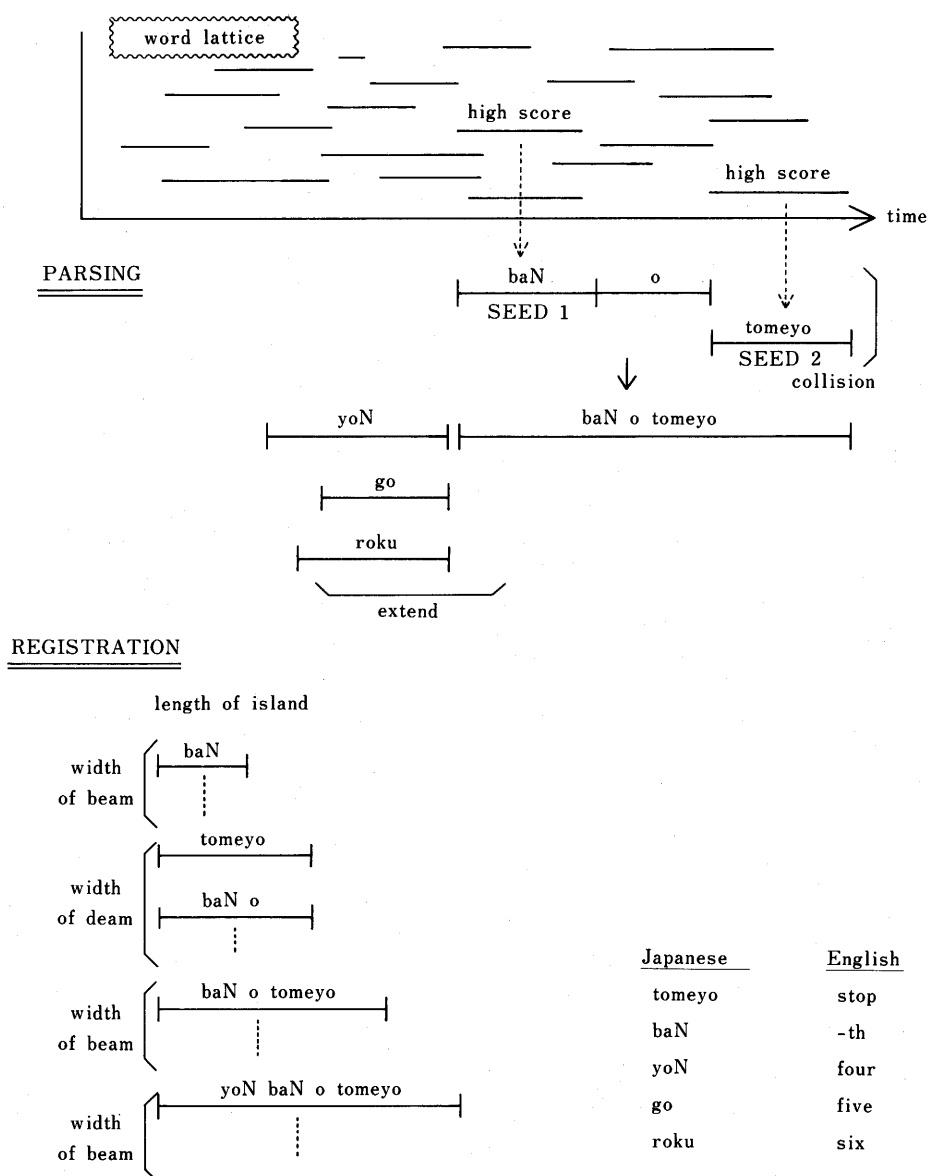 word lattice
high score
high score
time
PARSING
baN o
SEED 1
tomeyo
SEED 2
collision
yoN baN o tomeyo
go
roku
extend
REGISTRATION
length of island
baN
width
of beam
tomeyo
width
of deam
baN o
baN o tomeyo
width
of beam
yoN baN o tomeyo
width
of beam
Japanese English
tomeyo stop
baN -th
yoN four
go five
roku six